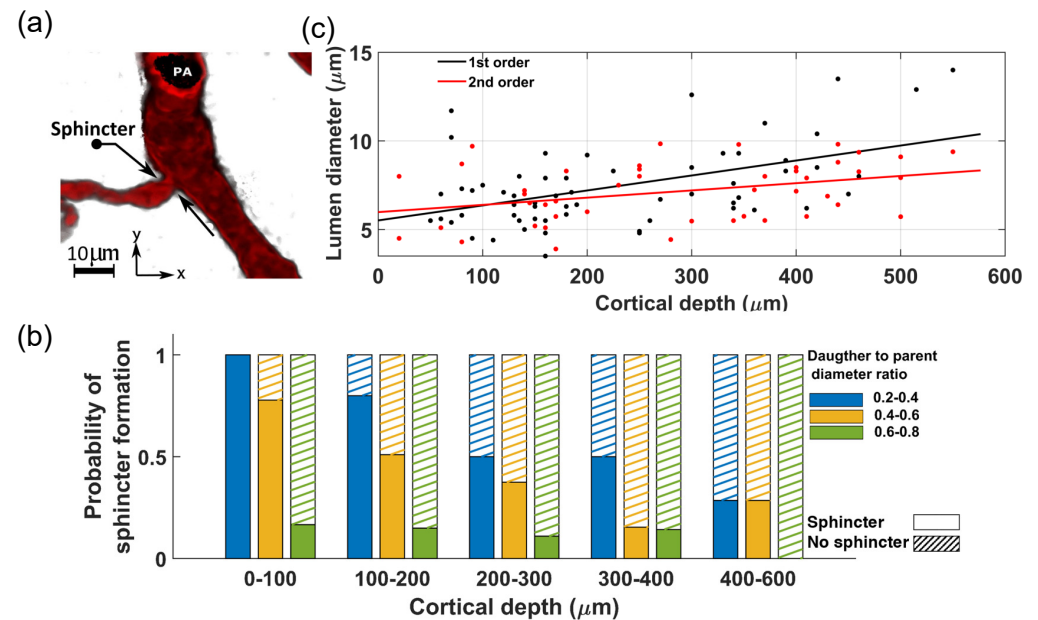 (a)
PA
Sphincter
y
x
10μm
(c)
Lumen diameter (μm)
15
10
5
1st order
2nd order
0
100
200
300
400
500
600
Cortical depth (μm)
(b)
Probability of
sphincter formation
1
0.5
0
0-100
100-200
200-300
300-400
400-600
Cortical depth (μm)
Daugther to parent
diameter ratio
0.2-0.4
0.4-0.6
0.6-0.8
Sphincter
No sphincter